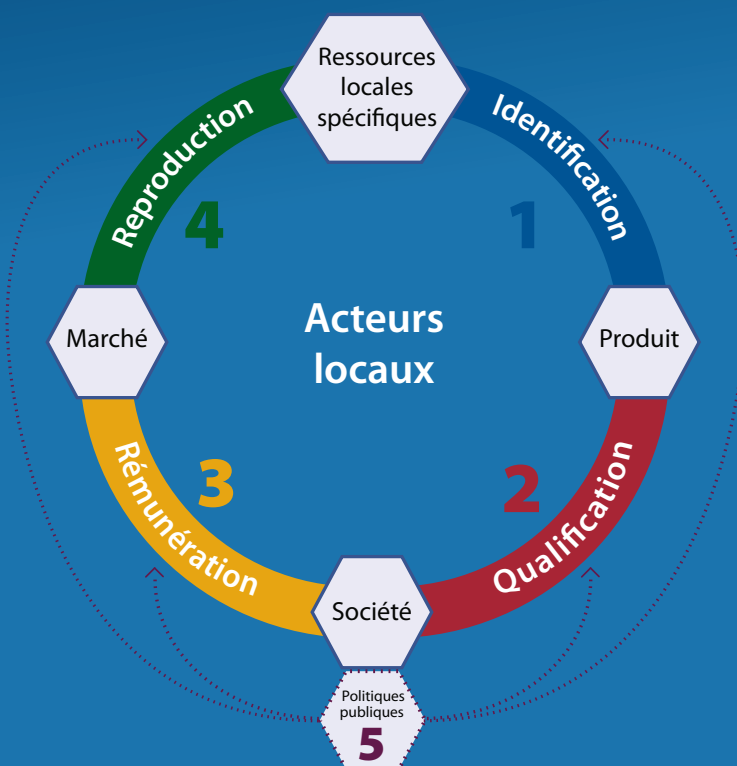 Ressources
locales
spécifiques
Identification
1
Produit
Qualification
2
Société
Rémunération
3
Marché
Reproduction
4
Acteurs
locaux
Politiques
publiques
5